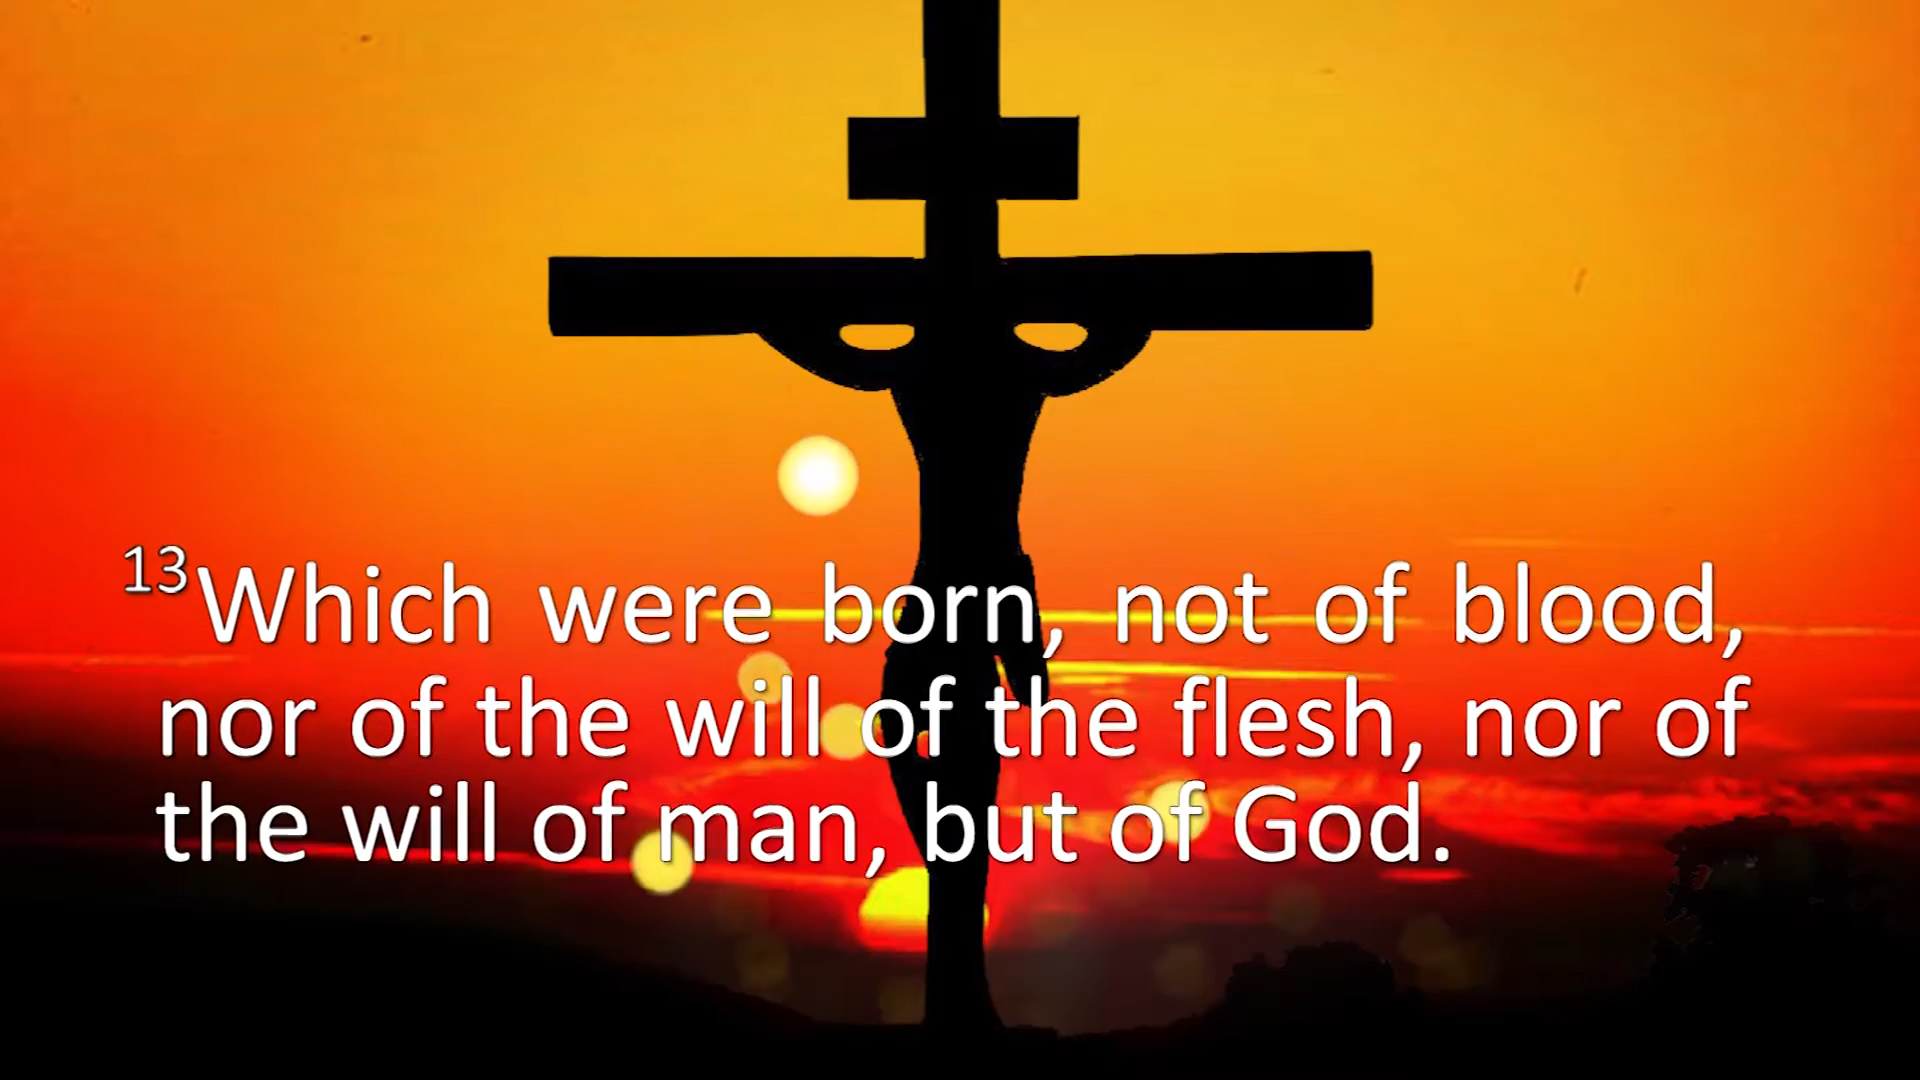 13Which were born, not of blood,
nor of the will of the flesh, nor of
the will of man, but of God.